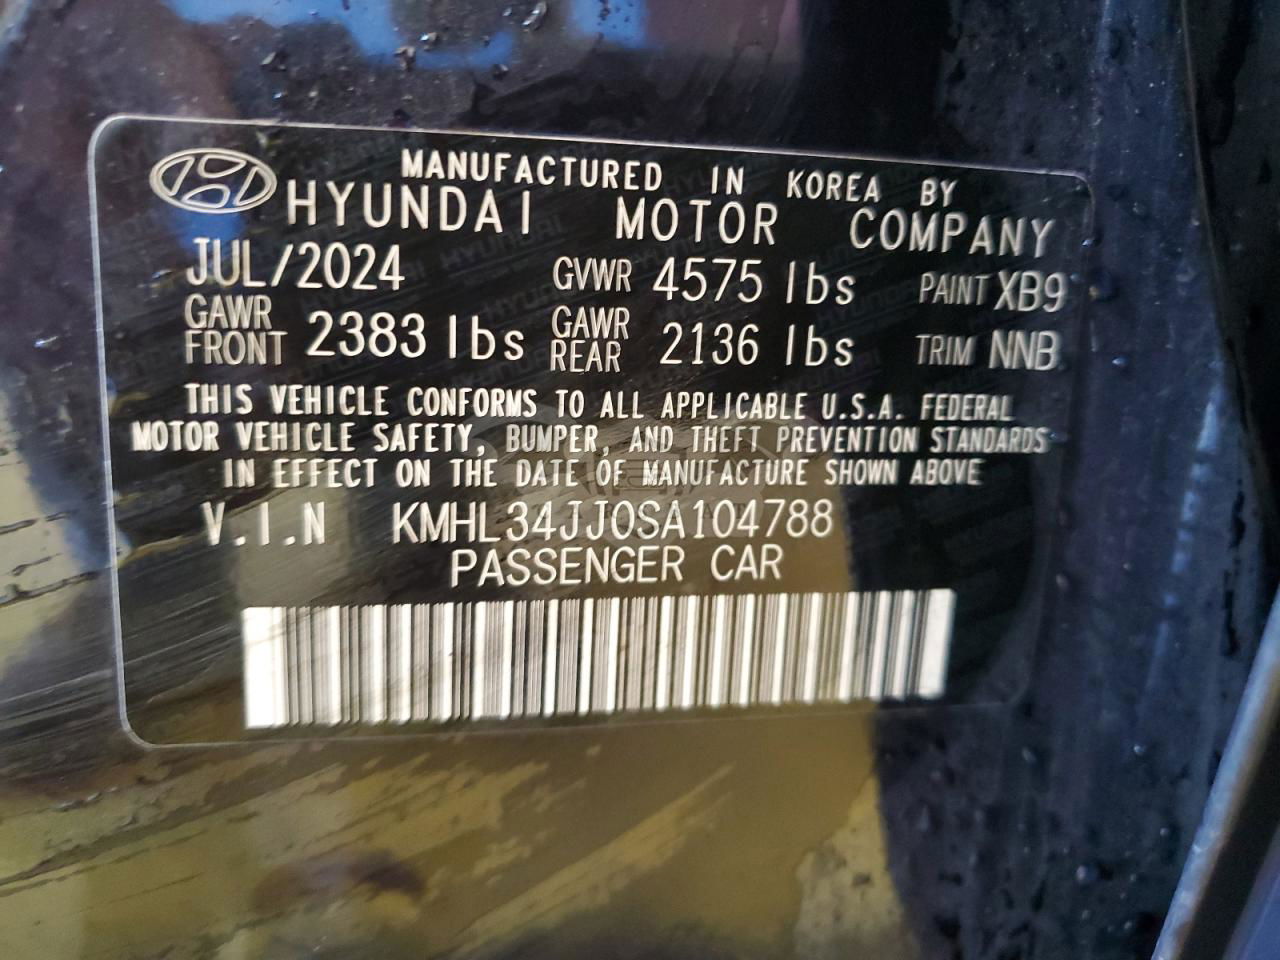 MANUFACTURED IN KOREA BY
HYUNDAI MOTOR COMPANY
JUL/2024 GVWR 4575 lbs PAINT XB9
GAWR FRONT 2383 lbs GAWR REAR 2136 lbs TRIM NNB
THIS VEHICLE CONFORMS TO ALL APPLICABLE U.S.A. FEDERAL
MOTOR VEHICLE SAFETY, BUMPER, AND THEFT PREVENTION STANDARDS
IN EFFECT ON THE DATE OF MANUFACTURE SHOWN ABOVE
V.I.N KMHL34JJ0SA104788
PASSENGER CAR